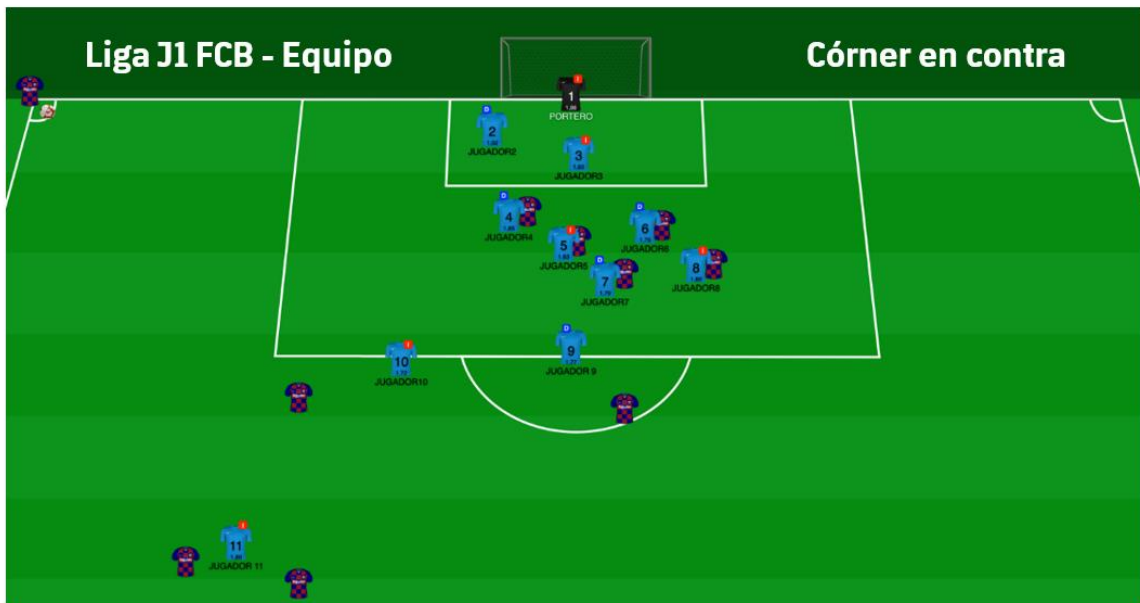 Liga J1 FCB - Equipo
Córner en contra
I
1
PORTERO
D
2
JUGADOR2
I
3
JUGADOR3
D
4
JUGADOR4
I
5
JUGADOR5
D
6
JUGADOR6
D
7
JUGADOR7
I
8
JUGADOR8
D
9
JUGADOR 9
I
10
JUGADOR10
I
11
JUGADOR 11